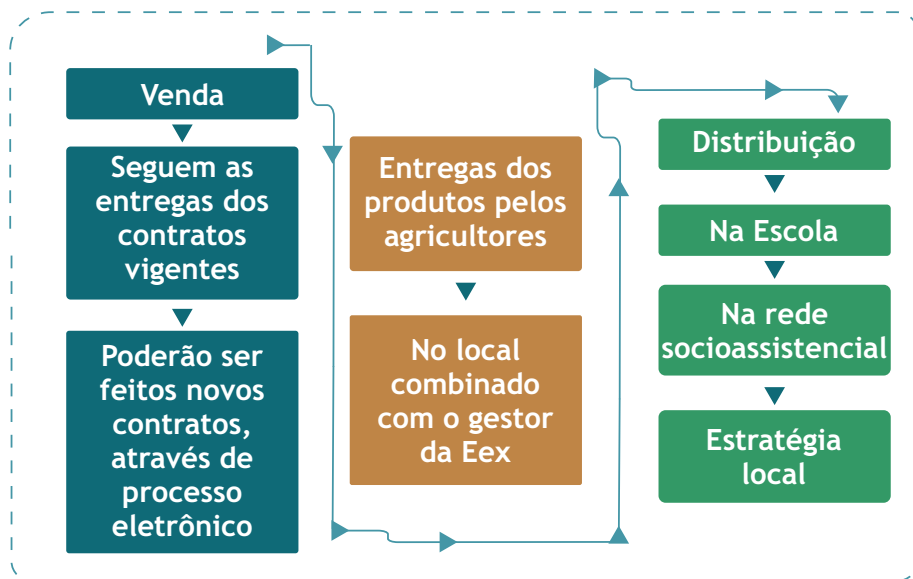 Venda
Seguem as
entregas dos
contratos
vigentes
Poderão ser
feitos novos
contratos,
através de
processo
eletrônico
Entregas dos
produtos pelos
agricultores
No local
combinado
com o gestor
da Eex
Distribuição
Na Escola
Na rede
socioassistencial
Estratégia
local